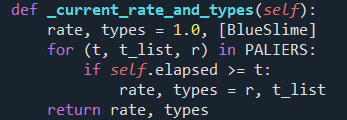 def _current_rate_and_types(self):
    rate, types = 1.0, [BlueSlime]
    for (t, t_list, r) in PALIERS:
        if self.elapsed >= t:
            rate, types = r, t_list
    return rate, types